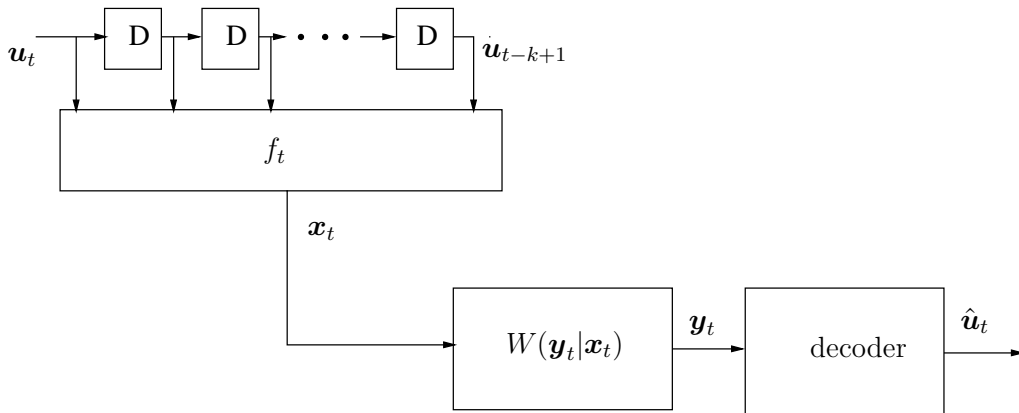 D D • • • D
u_t u_{t−k+1}
f_t
x_t
W(y_t|x_t) y_t decoder û_t